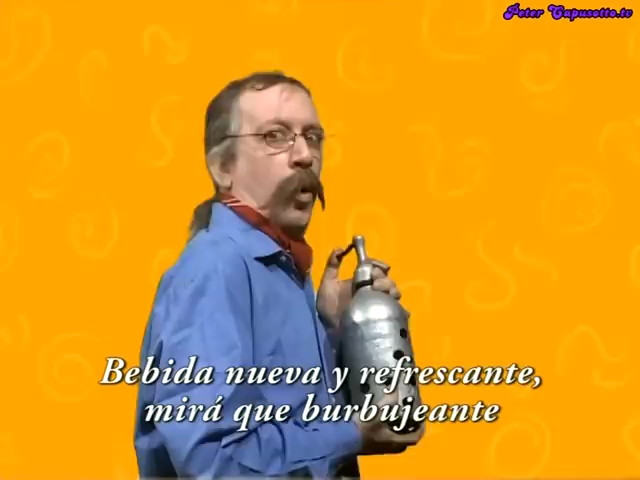 Peter Capusotto.tv
Bebida nueva y refrescante,
mirá que burbujeante